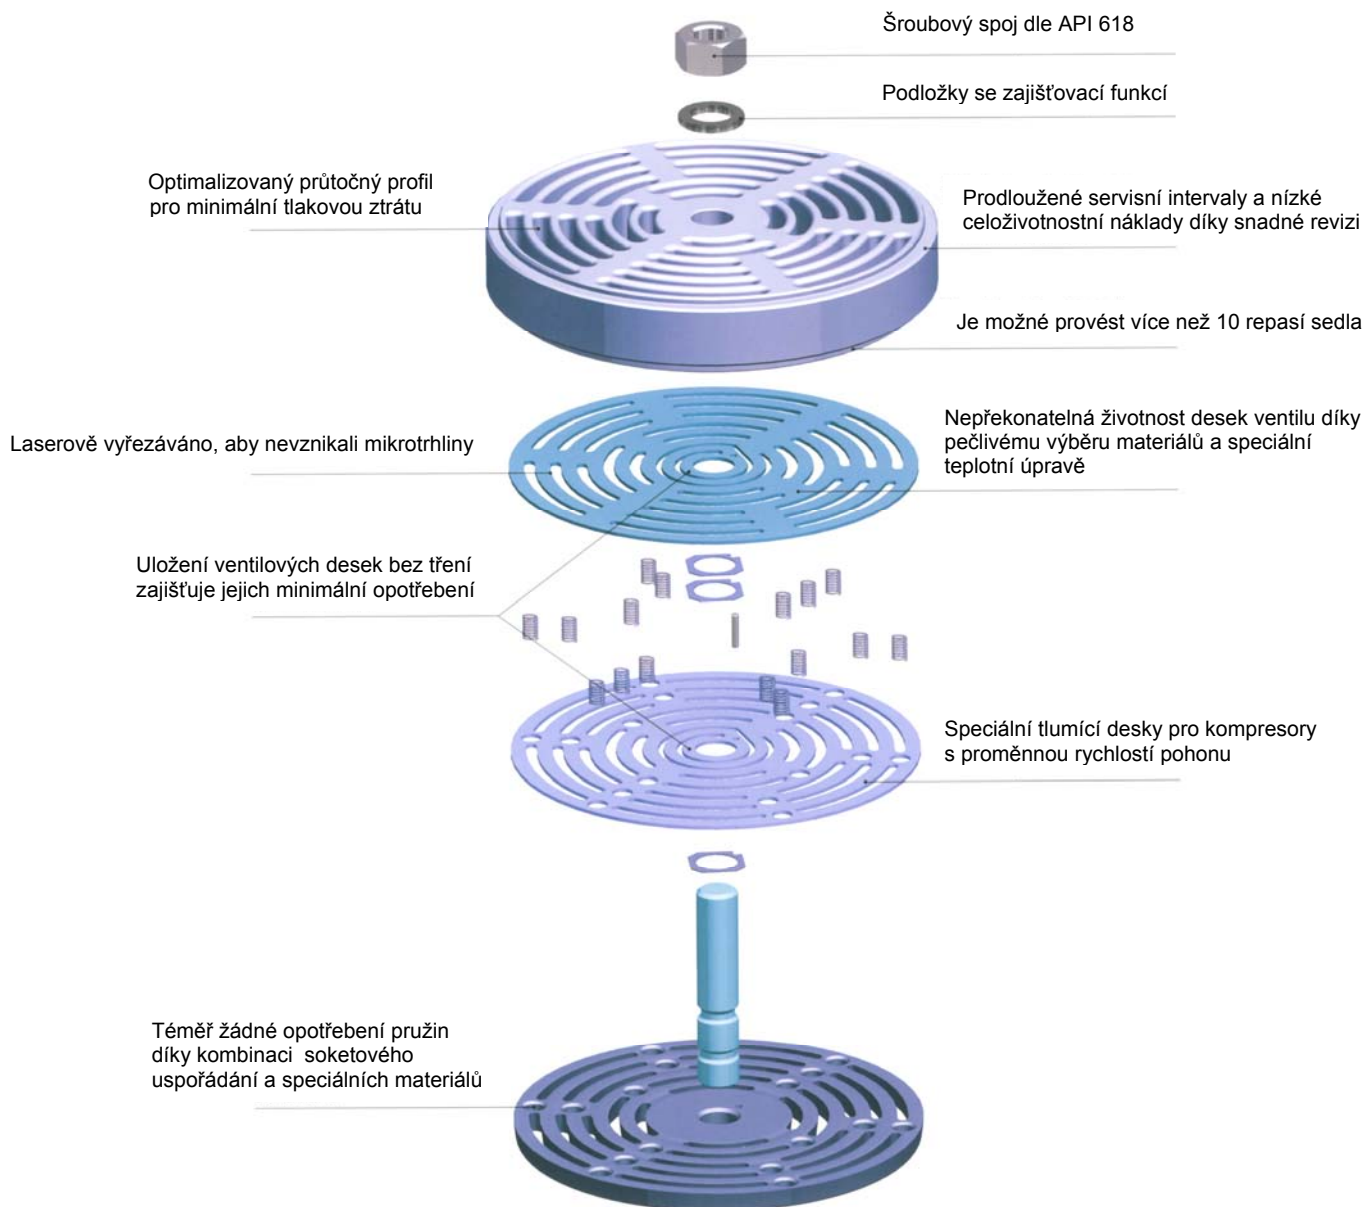 Šroubový spoj dle API 618
Podložky se zajišťovací funkcí
Optimalizovaný průtočný profil
pro minimální tlakovou ztrátu
Prodloužené servisní intervaly a nízké
celoživotnostní náklady díky snadné revizi
Je možné provést více než 10 repasí sedla
Nepřekonatelná životnost desek ventilu díky
pečlivému výběru materiálů a speciální
teplotní úpravě
Laserově vyřezáváno, aby nevznikali mikrotrhliny
Uložení ventilových desek bez tření
zajišťuje jejich minimální opotřebení
Speciální tlumící desky pro kompresory
s proměnnou rychlostí pohonu
Téměř žádné opotřebení pružin
díky kombinaci  soketového
uspořádání a speciálních materiálů